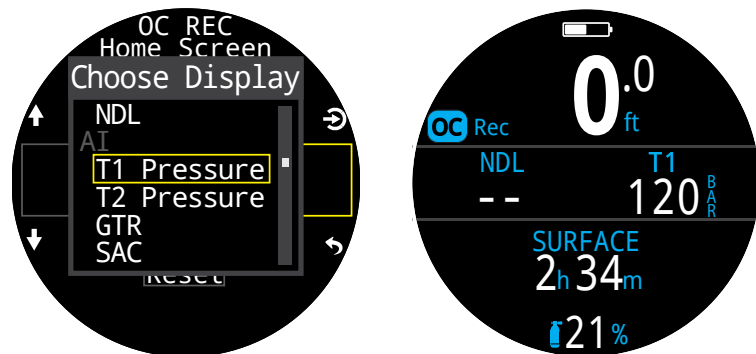 OC REC
Home Screen
Choose Display
NDL
AI
T1 Pressure
T2 Pressure
GTR
SAC
Reset
0.0
ft
OC Rec
NDL T1
-- 120 BAR
SURFACE
2h 34m
21%